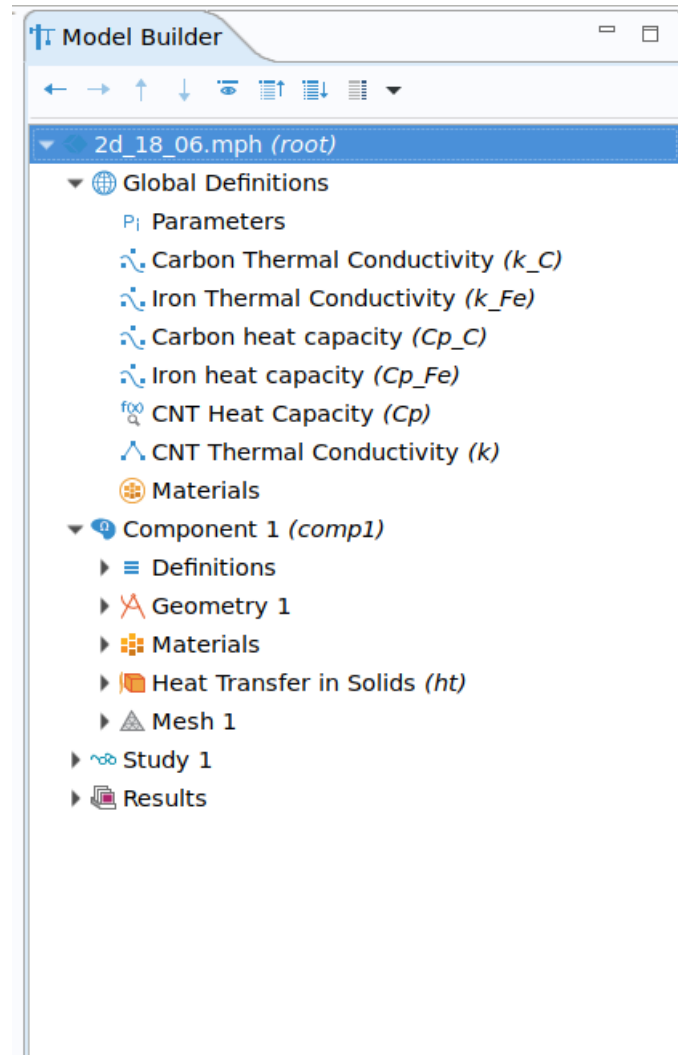 Model Builder
2d_18_06.mph (root)
Global Definitions
Pi Parameters
Carbon Thermal Conductivity (k_C)
Iron Thermal Conductivity (k_Fe)
Carbon heat capacity (Cp_C)
Iron heat capacity (Cp_Fe)
f(x) CNT Heat Capacity (Cp)
CNT Thermal Conductivity (k)
Materials
Ω Component 1 (comp1)
Definitions
Geometry 1
Materials
Heat Transfer in Solids (ht)
Mesh 1
Study 1
Results